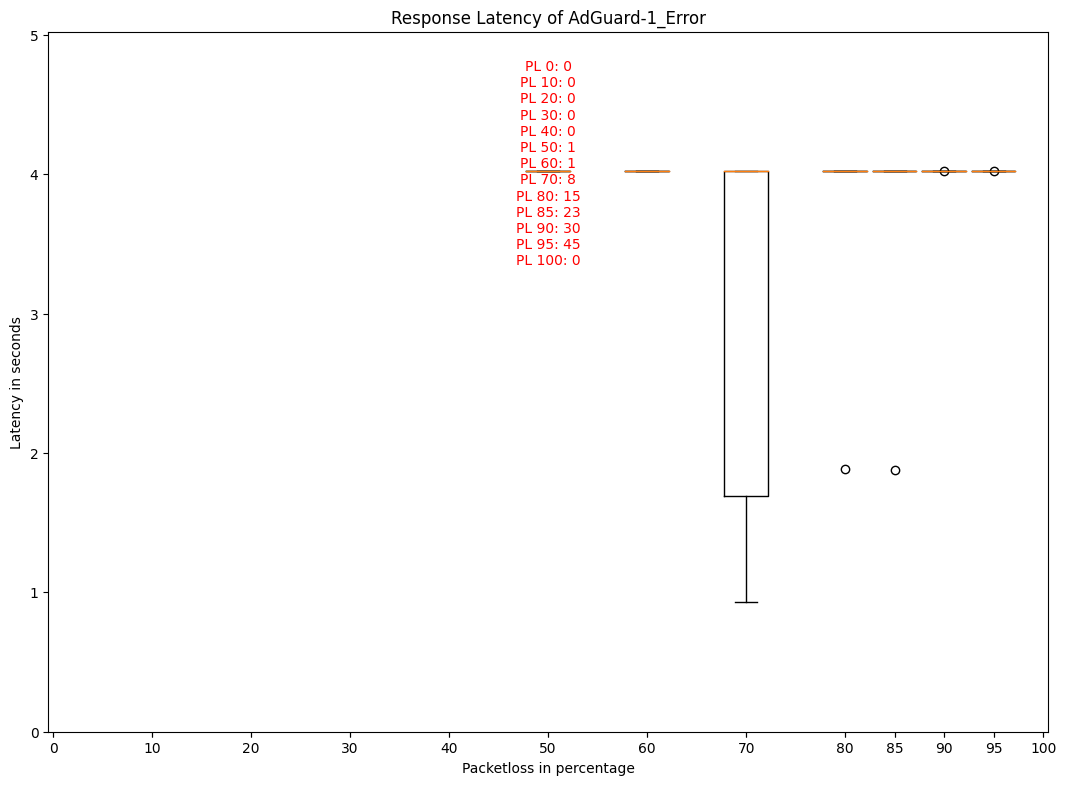 Response Latency of AdGuard-1_Error
5
4
3
2
1
0
Latency in seconds
PL 0: 0
PL 10: 0
PL 20: 0
PL 30: 0
PL 40: 0
PL 50: 1
PL 60: 1
PL 70: 8
PL 80: 15
PL 85: 23
PL 90: 30
PL 95: 45
PL 100: 0
0 10 20 30 40 50 60 70 80 85 90 95 100
Packetloss in percentage